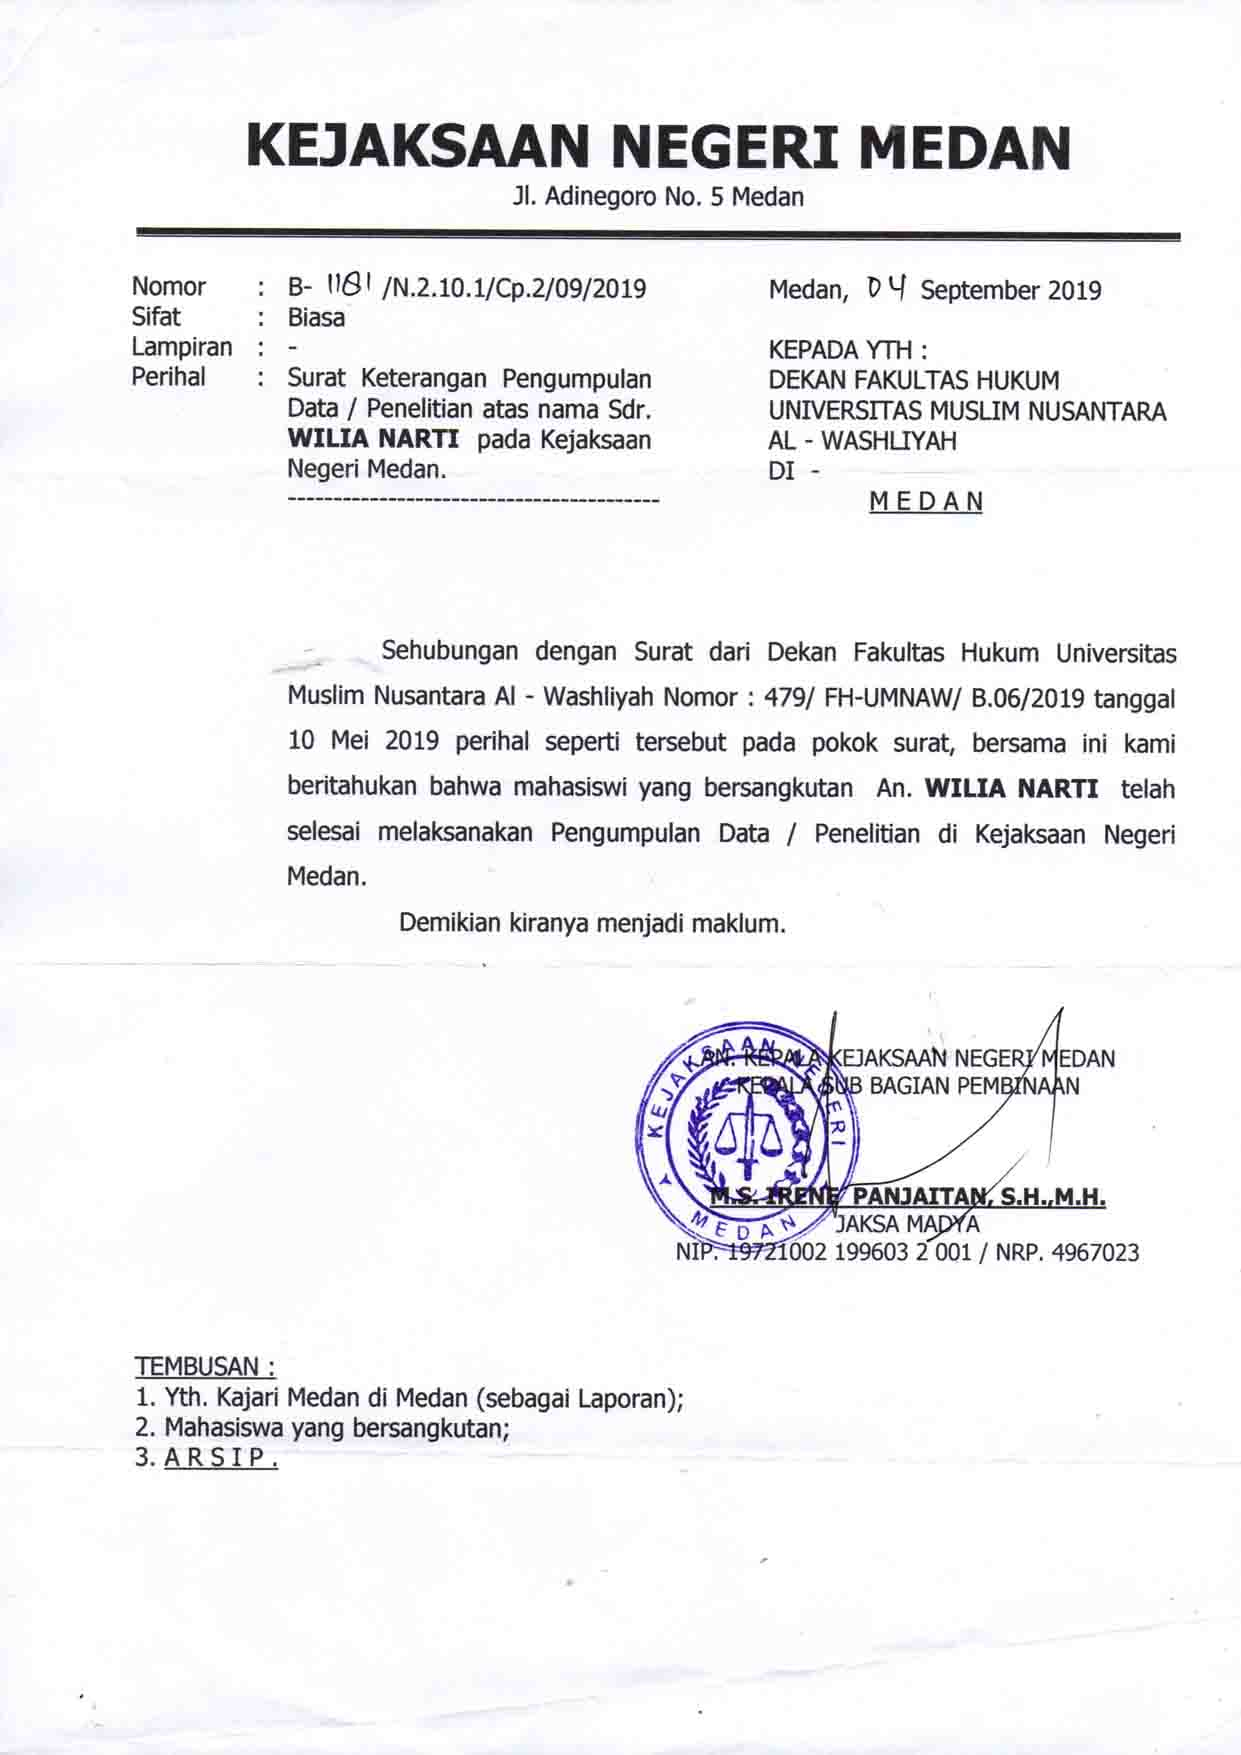 KEJAKSAAN NEGERI MEDAN
Jl. Adinegoro No. 5 Medan
Nomor : B- 1181 /N.2.10.1/Cp.2/09/2019
Sifat : Biasa
Lampiran : -
Perihal : Surat Keterangan Pengumpulan
Data / Penelitian atas nama Sdr.
WILIA NARTI pada Kejaksaan
Negeri Medan.
-----------------------------------------
Medan, 04 September 2019
KEPADA YTH :
DEKAN FAKULTAS HUKUM
UNIVERSITAS MUSLIM NUSANTARA
AL - WASHLIYAH
DI -
M E D A N
Sehubungan dengan Surat dari Dekan Fakultas Hukum Universitas
Muslim Nusantara Al - Washliyah Nomor : 479/ FH-UMNAW/ B.06/2019 tanggal
10 Mei 2019 perihal seperti tersebut pada pokok surat, bersama ini kami
beritahukan bahwa mahasiswi yang bersangkutan An. WILIA NARTI telah
selesai melaksanakan Pengumpulan Data / Penelitian di Kejaksaan Negeri
Medan.
Demikian kiranya menjadi maklum.
AN. KEPALA KEJAKSAAN NEGERI MEDAN
KEPALA SUB BAGIAN PEMBINAAN
KEJAKSAAN NEGERI
MEDAN
M.S. IRENE PANJAITAN, S.H.,M.H.
JAKSA MADYA
NIP. 19721002 199603 2 001 / NRP. 4967023
TEMBUSAN :
1. Yth. Kajari Medan di Medan (sebagai Laporan);
2. Mahasiswa yang bersangkutan;
3. A R S I P .